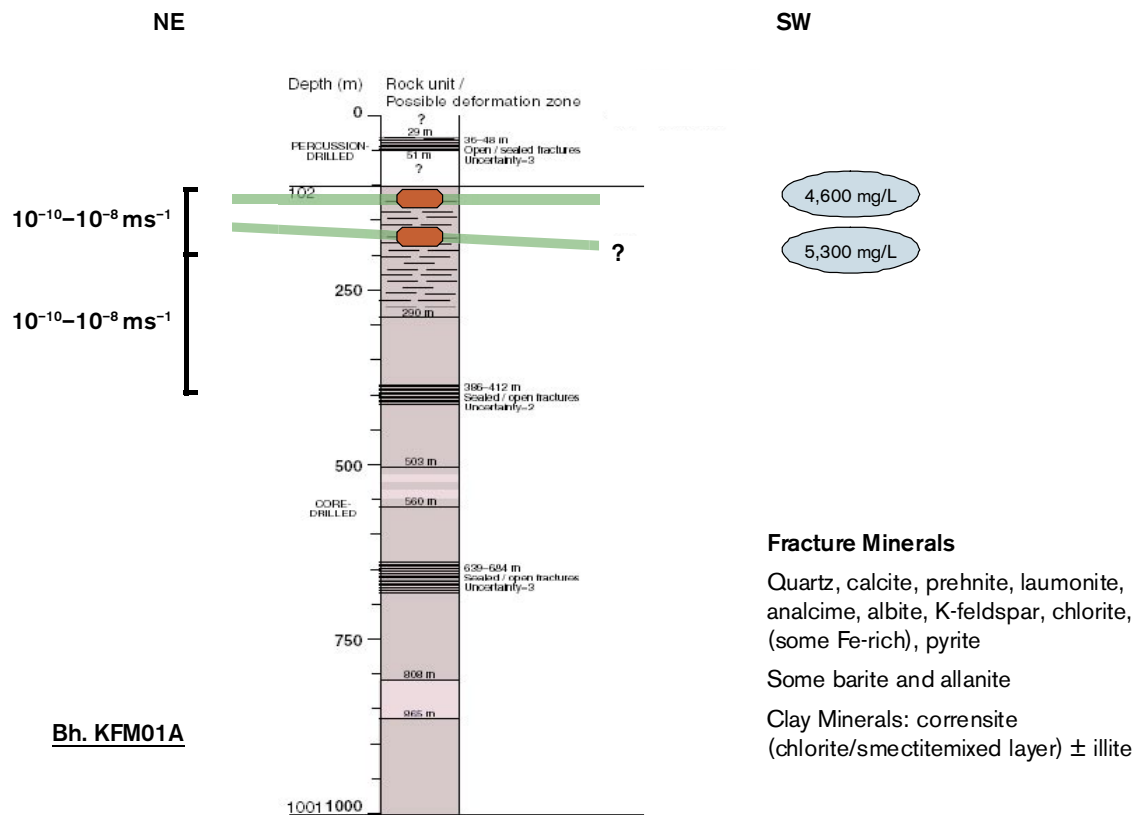 NE
SW
Depth (m)
Rock unit /
Possible deformation zone
0
?
29 m
PERCUSSION-
DRILLED
36–48 m
Open / sealed fractures
Uncertainty=3
51 m
?
102
10⁻¹⁰–10⁻⁸ ms⁻¹
4,600 mg/L
?
5,300 mg/L
250
10⁻¹⁰–10⁻⁸ ms⁻¹
290 m
386–412 m
Sealed / open fractures
Uncertainty=2
500
503 m
CORE-
DRILLED
560 m
639–684 m
Sealed / open fractures
Uncertainty=3
750
808 m
865 m
1001 1000
Bh. KFM01A
Fracture Minerals
Quartz, calcite, prehnite, laumonite,
analcime, albite, K-feldspar, chlorite,
(some Fe-rich), pyrite
Some barite and allanite
Clay Minerals: corrensite
(chlorite/smectitemixed layer) ± illite